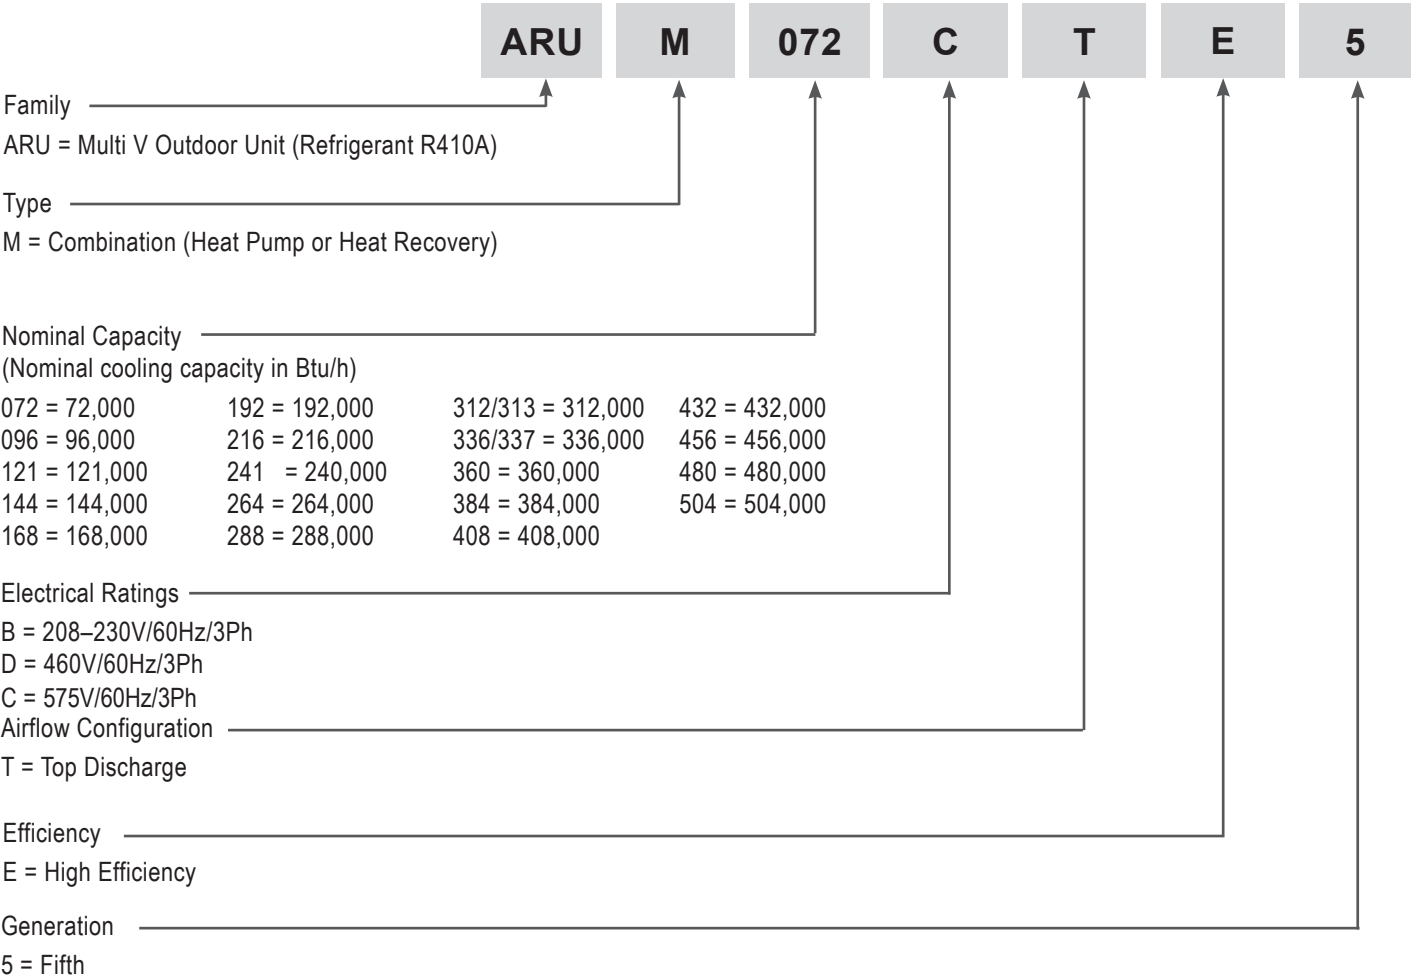 ARU M 072 C T E 5
Family
ARU = Multi V Outdoor Unit (Refrigerant R410A)
Type
M = Combination (Heat Pump or Heat Recovery)
Nominal Capacity
(Nominal cooling capacity in Btu/h)
072 = 72,000 192 = 192,000 312/313 = 312,000 432 = 432,000
096 = 96,000 216 = 216,000 336/337 = 336,000 456 = 456,000
121 = 121,000 241 = 240,000 360 = 360,000 480 = 480,000
144 = 144,000 264 = 264,000 384 = 384,000 504 = 504,000
168 = 168,000 288 = 288,000 408 = 408,000
Electrical Ratings
B = 208–230V/60Hz/3Ph
D = 460V/60Hz/3Ph
C = 575V/60Hz/3Ph
Airflow Configuration
T = Top Discharge
Efficiency
E = High Efficiency
Generation
5 = Fifth